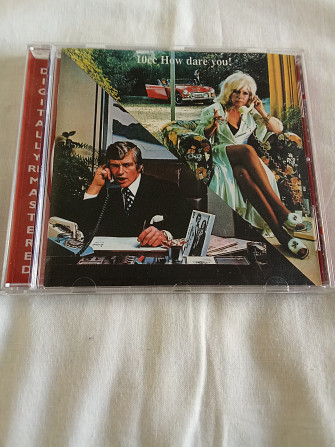 10cc How dare you!
DIGITALLY REMASTERED